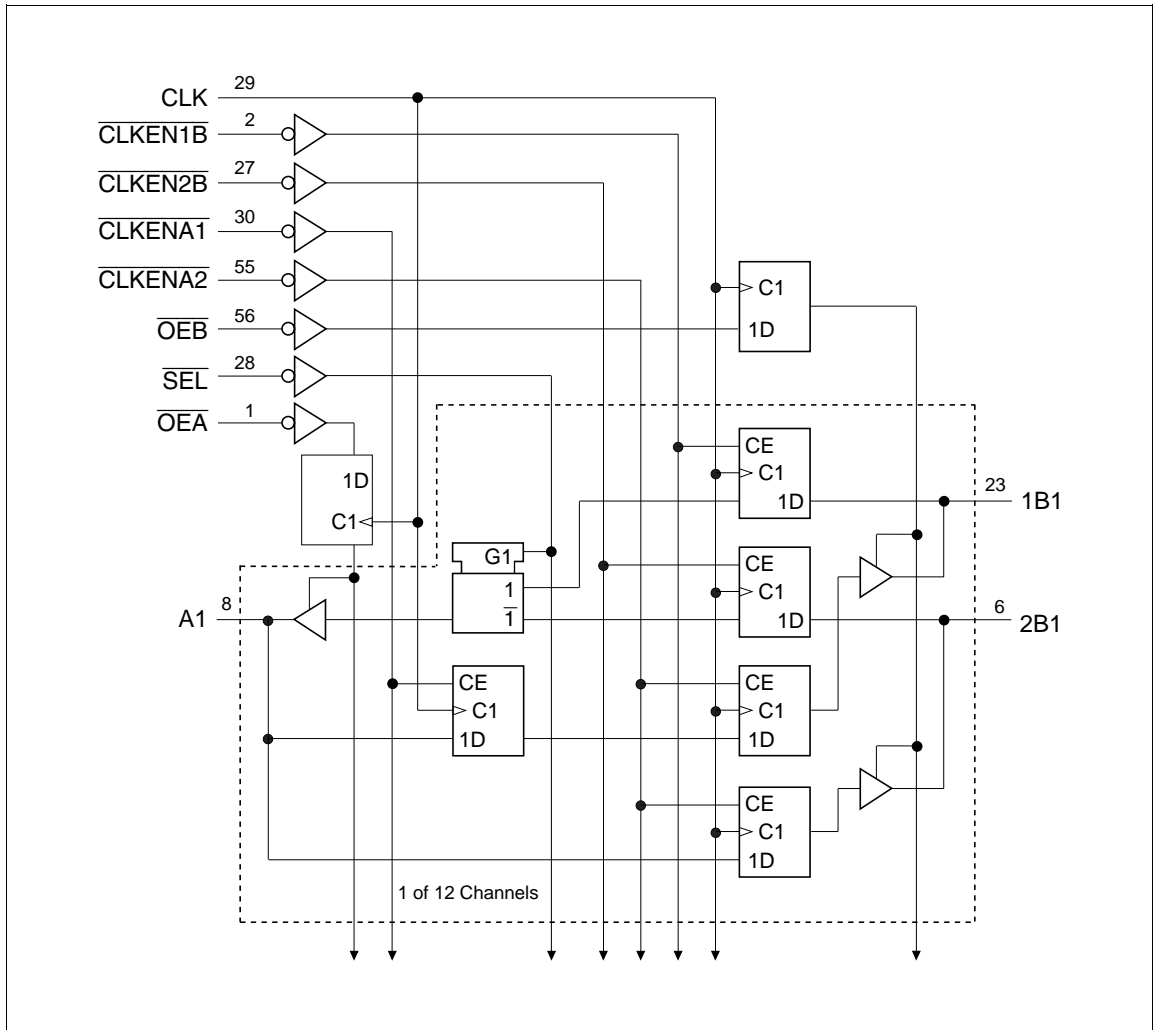 29
CLK
2
CLKEN1B
27
CLKEN2B
30
CLKENA1
55
CLKENA2
C1
56
OEB
1D
28
SEL
1
OEA
CE
1D
C1
23
1D
1B1
C1
G1
CE
1
C1
8
6
A1
1
1D
2B1
CE
CE
C1
C1
1D
1D
CE
C1
1D
1 of 12 Channels